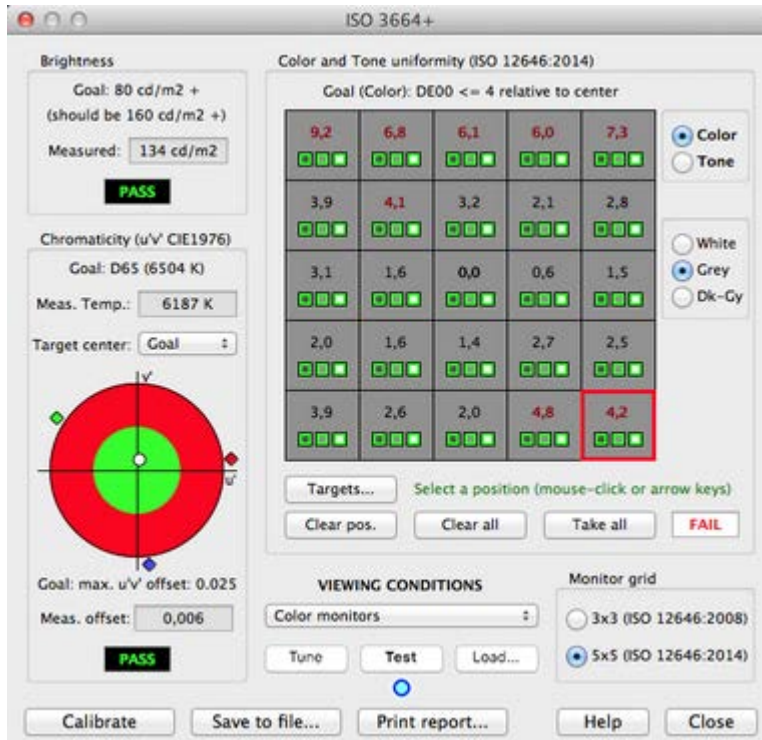 ISO 3664+
Brightness
Goal: 80 cd/m2 +
(should be 160 cd/m2 +)
Measured: 134 cd/m2
PASS
Chromaticity (u'v' CIE1976)
Goal: D65 (6504 K)
Meas. Temp.: 6187 K
Target center: Goal
v'
u'
Goal: max. u'v' offset: 0.025
Meas. offset: 0,006
PASS
Color and Tone uniformity (ISO 12646:2014)
Goal (Color): DE00 <= 4 relative to center
9,2 6,8 6,1 6,0 7,3
3,9 4,1 3,2 2,1 2,8
3,1 1,6 0,0 0,6 1,5
2,0 1,6 1,4 2,7 2,5
3,9 2,6 2,0 4,8 4,2
Color
Tone
White
Grey
Dk-Gy
Targets... Select a position (mouse-click or arrow keys)
Clear pos. Clear all Take all FAIL
VIEWING CONDITIONS
Color monitors
Tune Test Load...
Monitor grid
3x3 (ISO 12646:2008)
5x5 (ISO 12646:2014)
Calibrate Save to file... Print report... Help Close